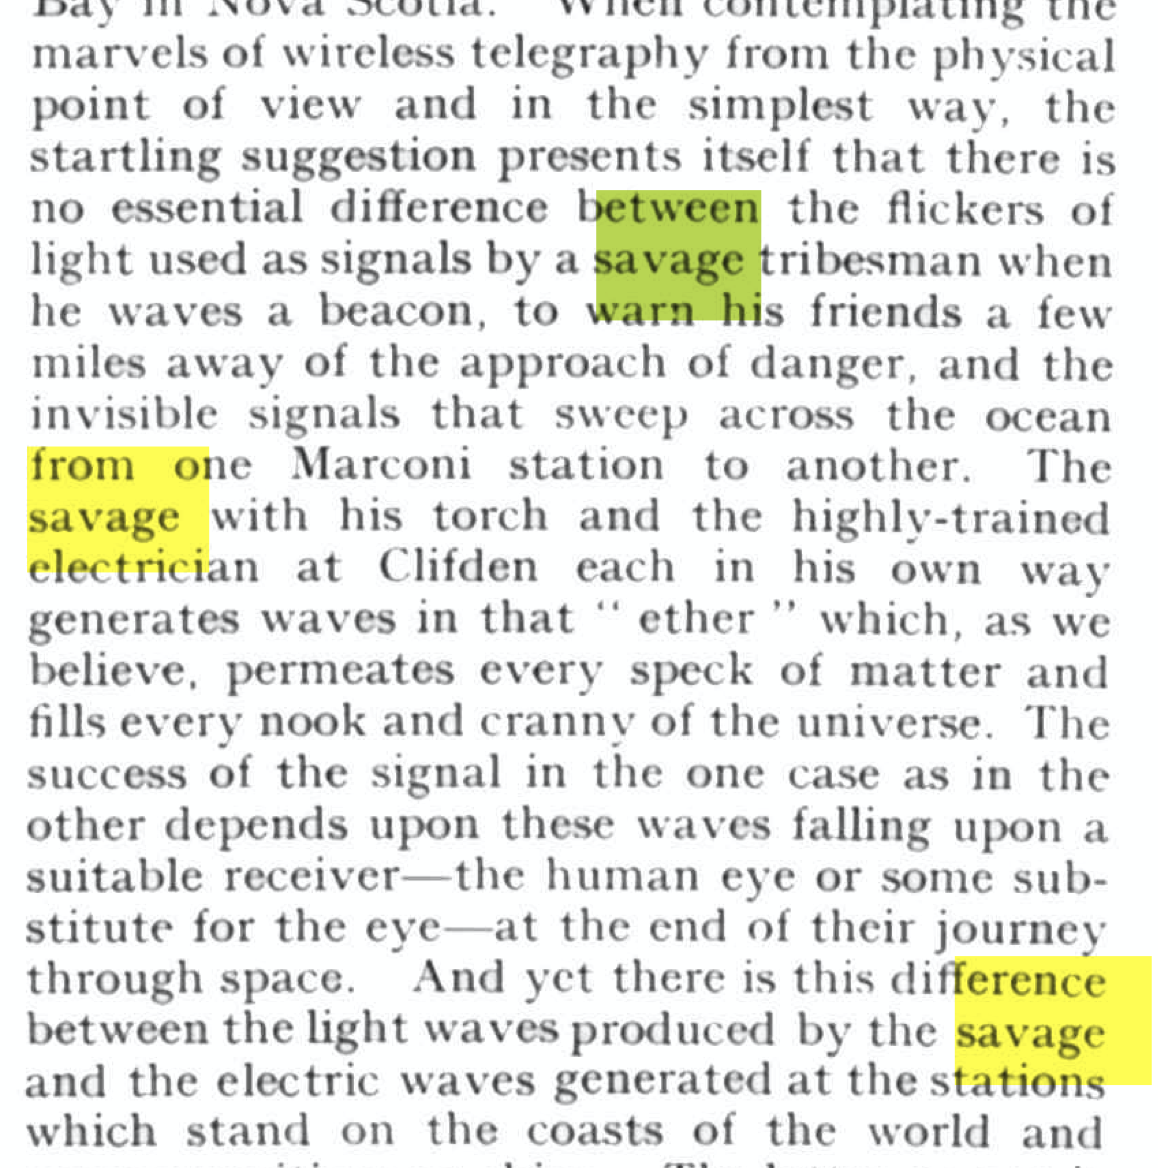 Bay in Nova Scotia. When contemplating the
marvels of wireless telegraphy from the physical
point of view and in the simplest way, the
startling suggestion presents itself that there is
no essential difference between the flickers of
light used as signals by a savage tribesman when
he waves a beacon, to warn his friends a few
miles away of the approach of danger, and the
invisible signals that sweep across the ocean
from one Marconi station to another. The
savage with his torch and the highly-trained
electrician at Clifden each in his own way
generates waves in that “ ether ” which, as we
believe, permeates every speck of matter and
fills every nook and cranny of the universe. The
success of the signal in the one case as in the
other depends upon these waves falling upon a
suitable receiver—the human eye or some sub-
stitute for the eye—at the end of their journey
through space. And yet there is this difference
between the light waves produced by the savage
and the electric waves generated at the stations
which stand on the coasts of the world and